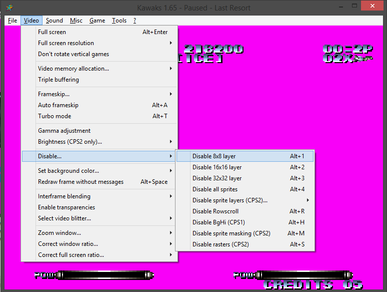 Kawaks 1.65 - Paused - Last Resort
File Video Sound Misc Game Tools ?
Full screen Alt+Enter
Full screen resolution
Don't rotate vertical games
Video memory allocation...
Triple buffering
Frameskip...
Auto frameskip Alt+A
Turbo mode Alt+T
Gamma adjustment
Brightness (CPS2 only)...
Disable...
Set background color...
Redraw frame without messages Alt+Space
Interframe blending
Enable transparencies
Select video blitter...
Zoom window...
Correct window ratio...
Correct full screen ratio...
Disable 8x8 layer Alt+1
Disable 16x16 layer Alt+2
Disable 32x32 layer Alt+3
Disable all sprites Alt+4
Disable sprite layers (CPS2)...
Disable Rowscroll Alt+R
Disable BgHi (CPS1) Alt+H
Disable sprite masking (CPS2) Alt+M
Disable rasters (CPS2) Alt+S
218200
00=2P
02X
POW
POW
CREDITS 05